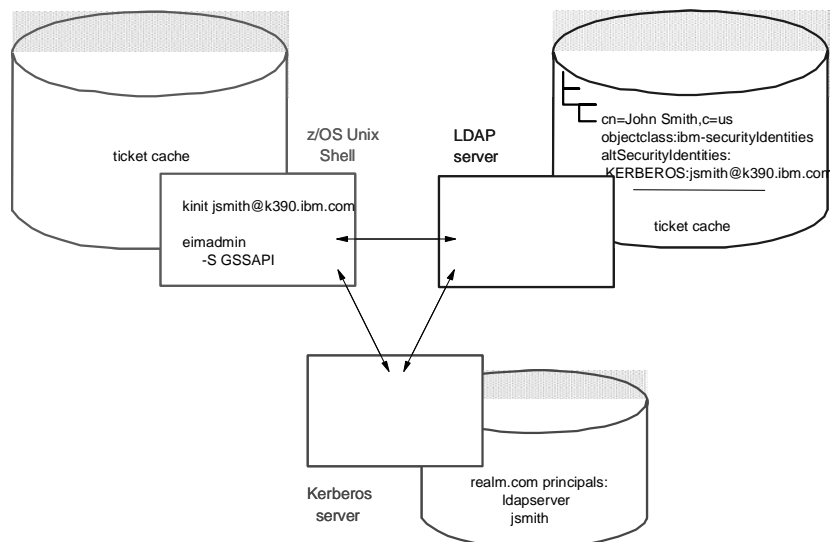 ticket cache
z/OS Unix
Shell
kinit jsmith@k390.ibm.com
eimadmin
-S GSSAPI
LDAP
server
cn=John Smith,c=us
objectclass:ibm-securityIdentities
altSecurityIdentities:
KERBEROS:jsmith@k390.ibm.com
ticket cache
Kerberos
server
realm.com principals:
ldapserver
jsmith